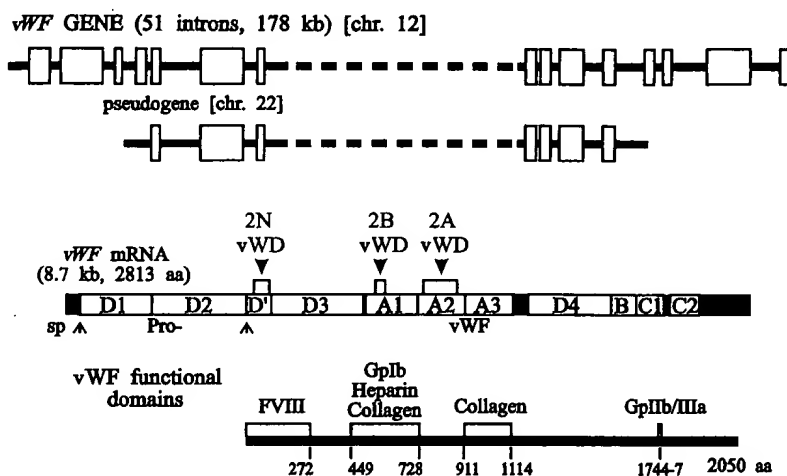 vWF GENE (51 introns, 178 kb) [chr. 12]
pseudogene [chr. 22]
2N 2B 2A
vWD vWD vWD
vWF mRNA
(8.7 kb, 2813 aa)
D1 D2 D' D3 A1 A2 A3 D4 B C1 C2
sp Pro- vWF
vWF functional
domains
GpIb
Heparin
Collagen
FVIII Collagen GpIIb/IIIa
272 449 728 911 1114 1744-7 2050 aa